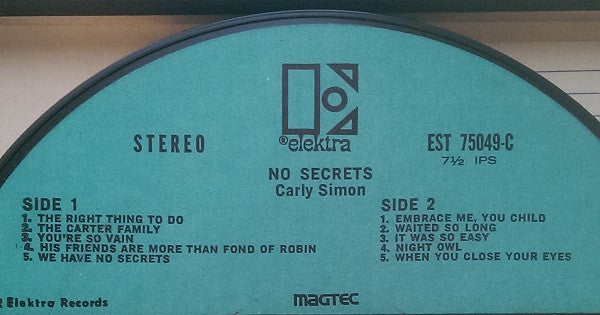 ®elektra
STEREO
EST 75049-C
7½ IPS
NO SECRETS
Carly Simon
SIDE 1
1. THE RIGHT THING TO DO
2. THE CARTER FAMILY
3. YOU'RE SO VAIN
4. HIS FRIENDS ARE MORE THAN FOND OF ROBIN
5. WE HAVE NO SECRETS
SIDE 2
1. EMBRACE ME, YOU CHILD
2. WAITED SO LONG
3. IT WAS SO EASY
4. NIGHT OWL
5. WHEN YOU CLOSE YOUR EYES
Elektra Records
MAGTEC